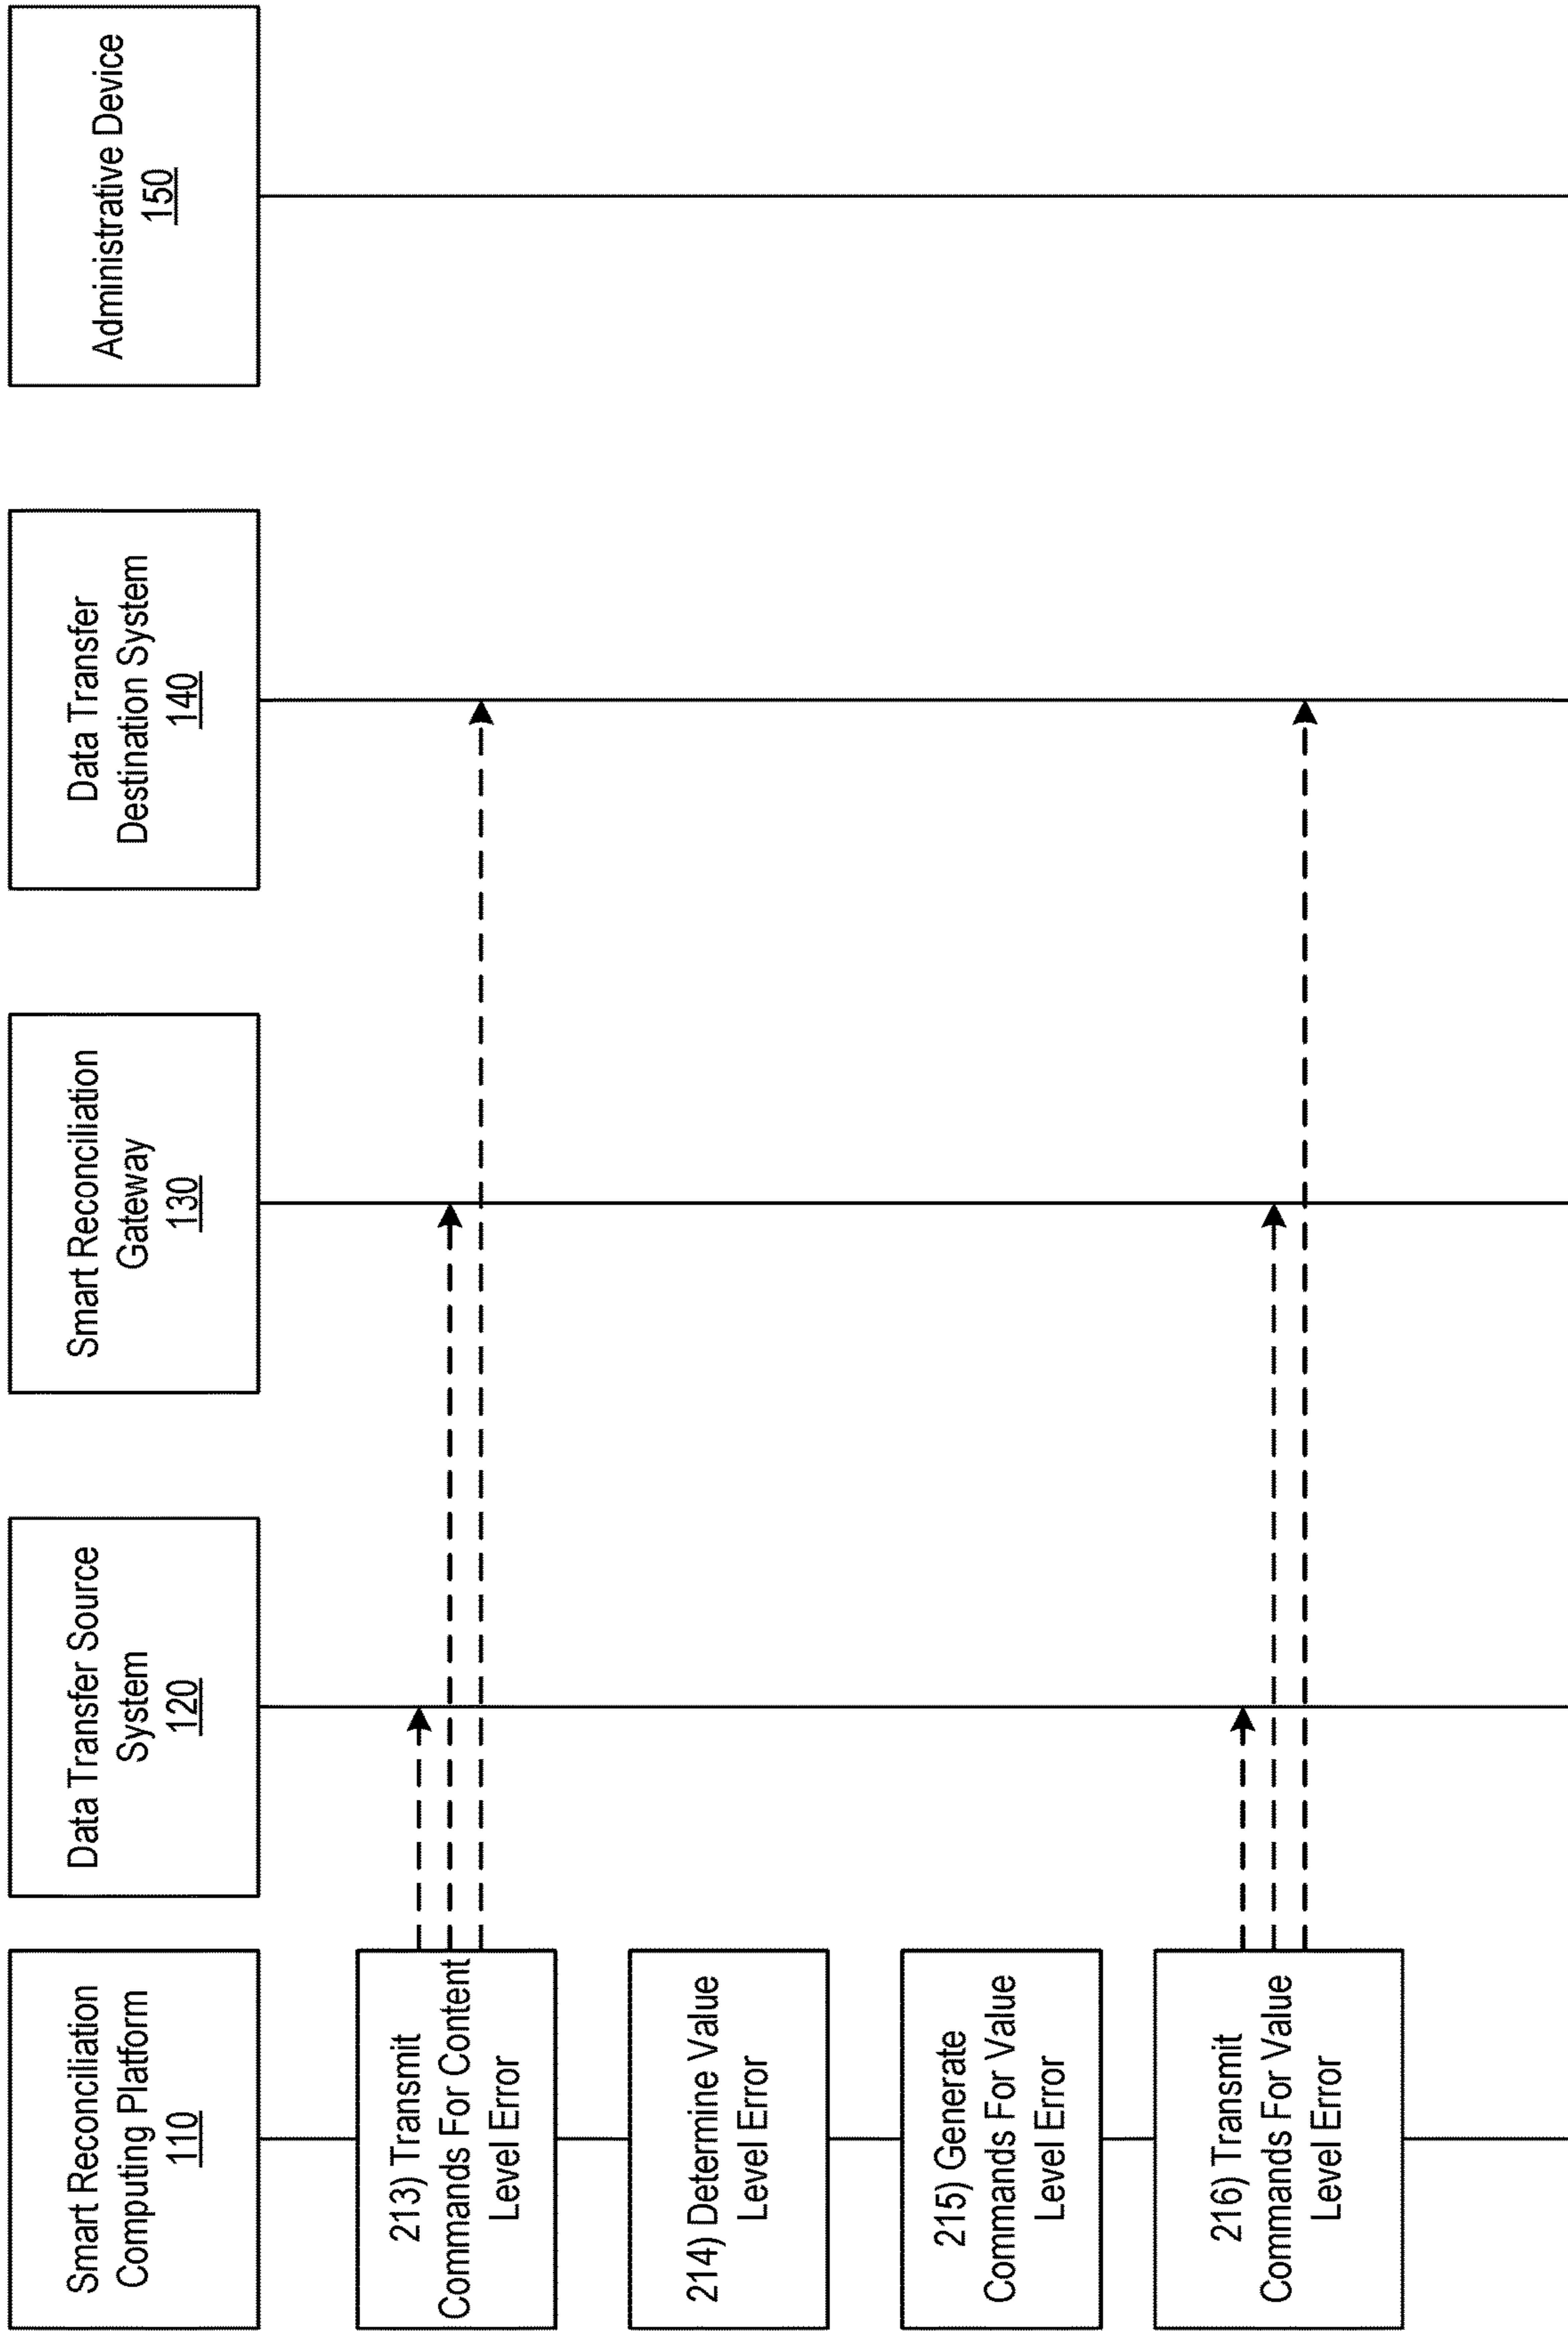 Smart Reconciliation
Computing Platform
110
Data Transfer Source
System
120
Smart Reconciliation
Gateway
130
Data Transfer
Destination System
140
Administrative Device
150
213) Transmit
Commands For Content
Level Error
214) Determine Value
Level Error
215) Generate
Commands For Value
Level Error
216) Transmit
Commands For Value
Level Error